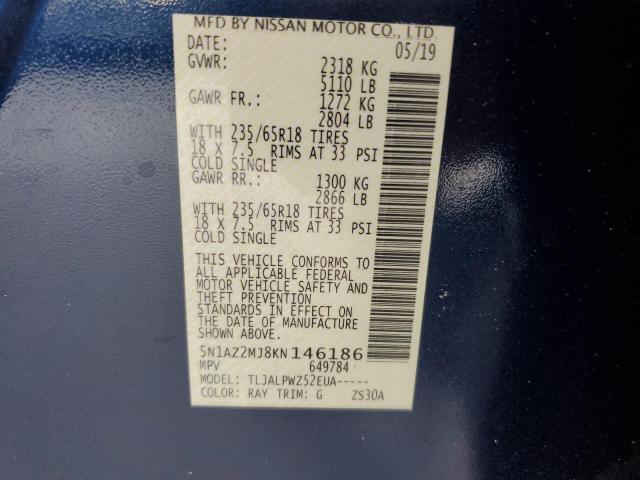 MFD BY NISSAN MOTOR CO., LTD.
DATE: 05/19
GVWR: 2318 KG
5110 LB
GAWR FR.: 1272 KG
2804 LB
WITH 235/65R18 TIRES
18 X 7.5 RIMS AT 33 PSI
COLD SINGLE
GAWR RR.: 1300 KG
2866 LB
WITH 235/65R18 TIRES
18 X 7.5 RIMS AT 33 PSI
COLD SINGLE
THIS VEHICLE CONFORMS TO
ALL APPLICABLE FEDERAL
MOTOR VEHICLE SAFETY AND
THEFT PREVENTION
STANDARDS IN EFFECT ON
THE DATE OF MANUFACTURE
SHOWN ABOVE.
5N1AZ2MJ8KN146186
MPV 649784
MODEL: TLJALPWZ52EUA-----
COLOR: RAY TRIM: G ZS30A